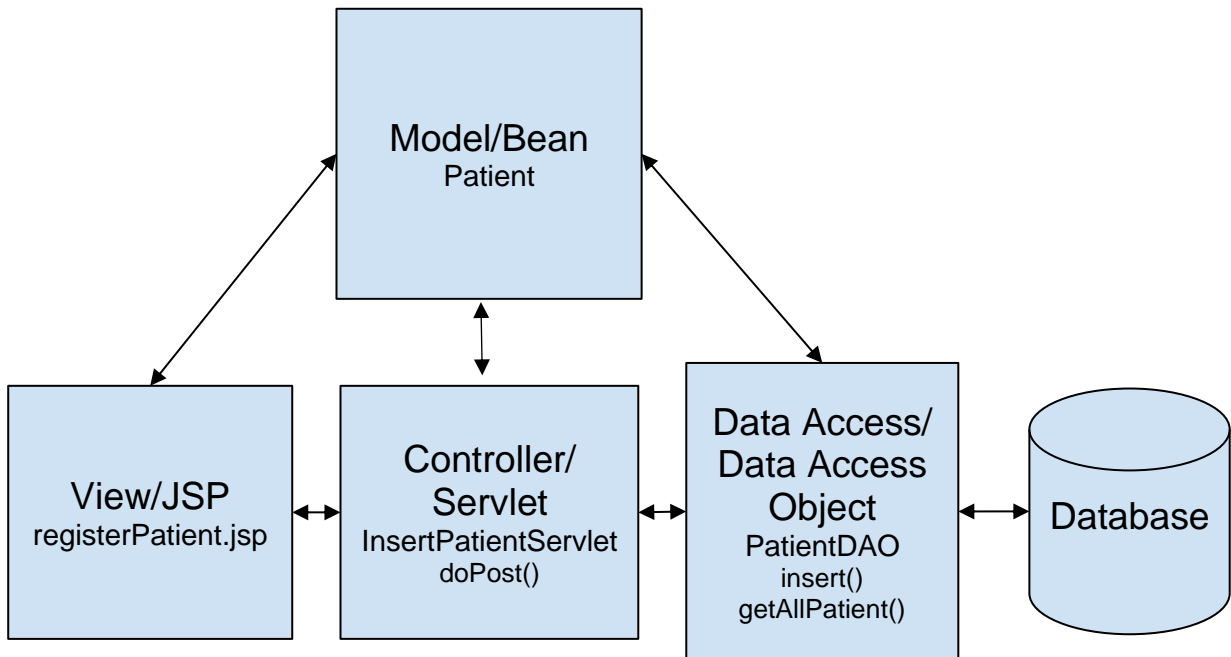 Model/Bean
Patient
View/JSP
registerPatient.jsp
Controller/
Servlet
InsertPatientServlet
doPost()
Data Access/
Data Access
Object
PatientDAO
insert()
getAllPatient()
Database